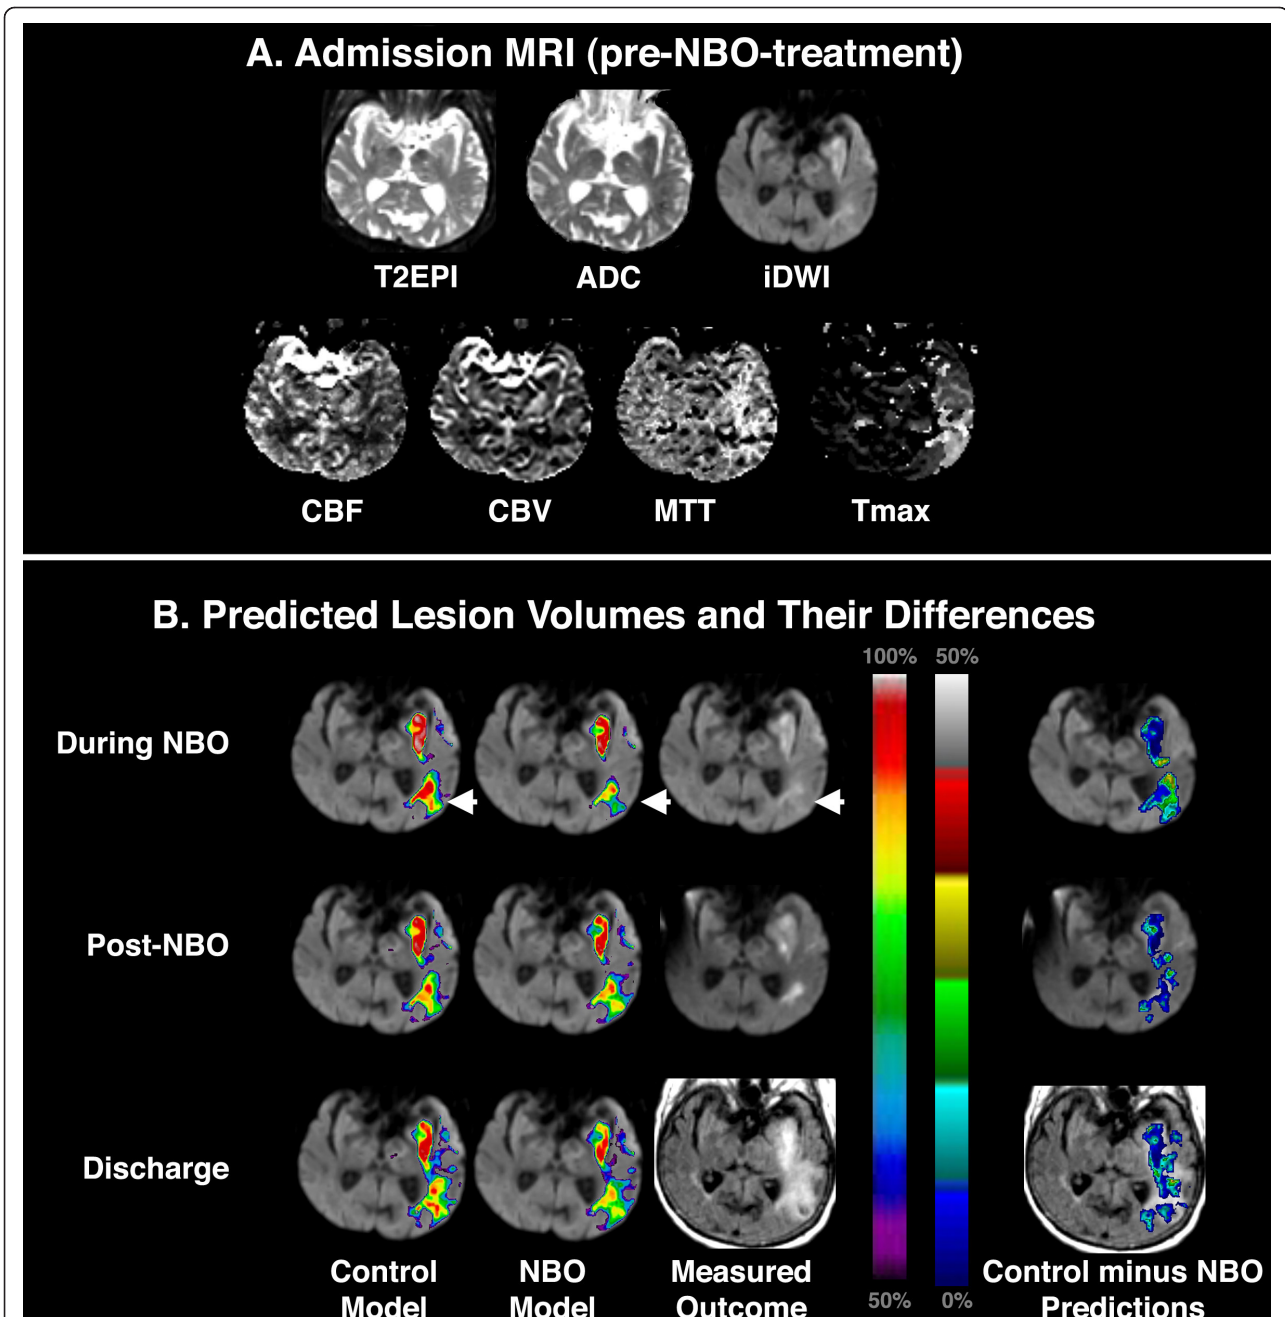 A. Admission MRI (pre-NBO-treatment)
T2EPI ADC iDWI
CBF CBV MTT Tmax
B. Predicted Lesion Volumes and Their Differences
100% 50%
During NBO
Post-NBO
Discharge
Control NBO Measured Control minus NBO
Model Model Outcome Predictions
50% 0%